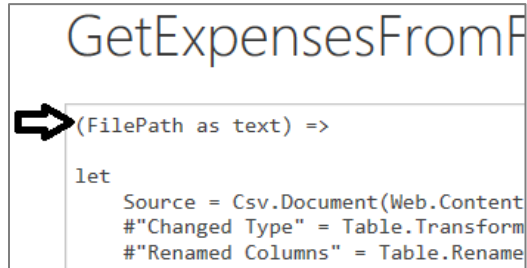 GetExpensesFromF
(FilePath as text) =>
let
Source = Csv.Document(Web.Content
#"Changed Type" = Table.Transform
#"Renamed Columns" = Table.Rename